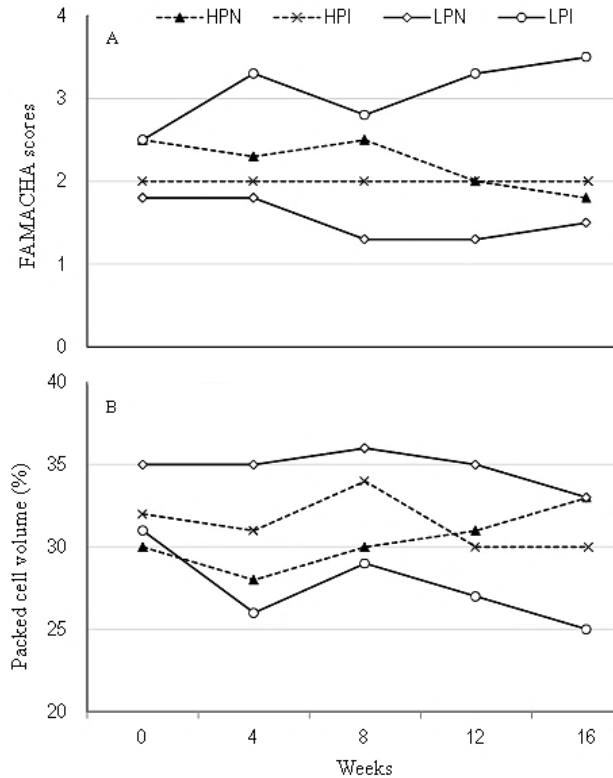 4 HPN HPI LPN LPI
A
3
FAMACHA scores
2
1
0
40
B
35
Packed cell volume (%)
30
25
20
0 4 8 12 16
Weeks